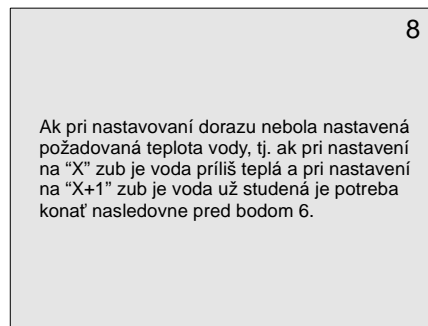 8
Ak pri nastavovaní dorazu nebola nastavená
požadovaná teplota vody, tj. ak pri nastavení
na “X” zub je voda príliš teplá a pri nastavení
na “X+1” zub je voda už studená je potreba
konať nasledovne pred bodom 6.